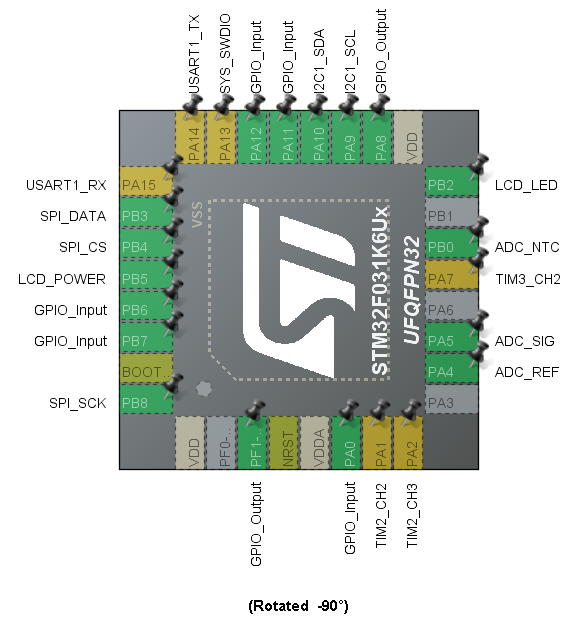 USART1_TX
SYS_SWDIO
GPIO_Input
GPIO_Input
I2C1_SDA
I2C1_SCL
GPIO_Output
PA14
PA13
PA12
PA11
PA10
PA9
PA8
VDD
USART1_RX PA15
SPI_DATA PB3
SPI_CS PB4
LCD_POWER PB5
GPIO_Input PB6
GPIO_Input PB7
BOOT...
SPI_SCK PB8
VSS
STM32F031K6Ux
UFQFPN32
PB2 LCD_LED
PB1
PB0 ADC_NTC
PA7 TIM3_CH2
PA6
PA5 ADC_SIG
PA4 ADC_REF
PA3
VDD
PF0-..
PF1-..
NRST
VDDA
PA0
PA1
PA2
GPIO_Output
GPIO_Input
TIM2_CH2
TIM2_CH3
(Rotated -90°)